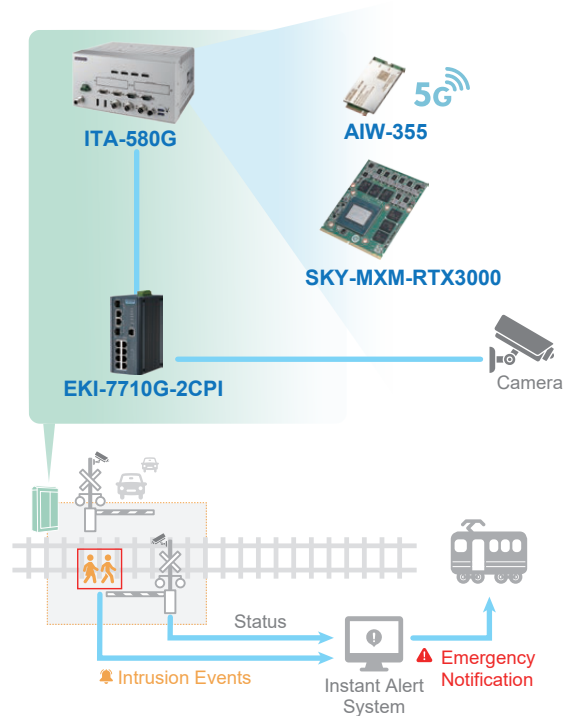 ITA-580G
5G
AIW-355
SKY-MXM-RTX3000
EKI-7710G-2CPI
Camera
Status
Intrusion Events
Instant Alert
System
Emergency
Notification